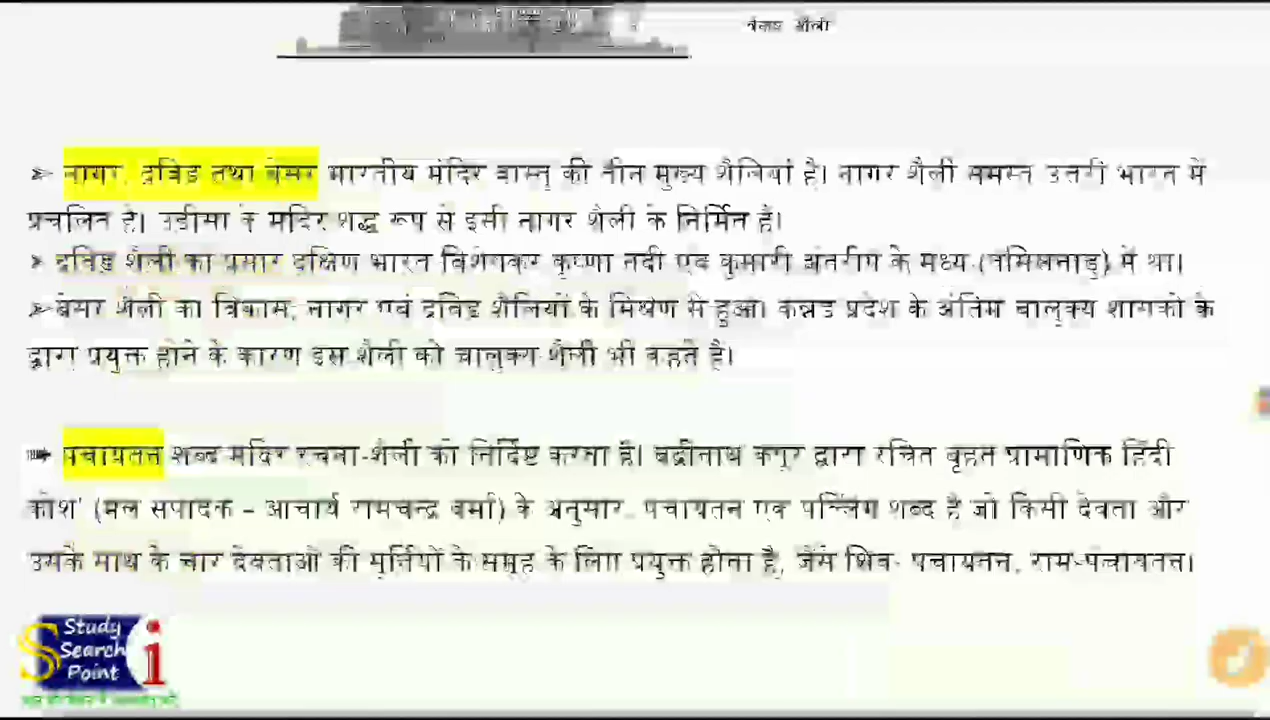 शैली
➢ नागर, द्रविड़ तथा बेसर भारतीय मंदिर वास्तु की तीन मुख्य शैलियां है। नागर शैली समस्त उत्तरी भारत में
प्रचलित है। उड़ीसा के मंदिर शुद्ध रूप से इसी नागर शैली के निर्मित हैं।
➢ द्रविड़ शैली का प्रसार दक्षिण भारत विशेषकर कृष्णा नदी एवं कुमारी अंतरीप के मध्य (तमिलनाडु) में था।
➢ बेसर शैली का विकास, नागर एवं द्रविड़ शैलियों के मिश्रण से हुआ। कन्नड प्रदेश के अंतिम चालुक्य शासकों के
द्वारा प्रयुक्त होने के कारण इस शैली को चालुक्य शैली भी कहते हैं।
➠ पंचायतन शब्द मंदिर रचना-शैली को निर्दिष्ट करता है। बद्रीनाथ कपूर द्वारा रचित बृहत प्रामाणिक हिंदी
कोश' (मूल संपादक – आचार्य रामचन्द्र वर्मा) के अनुसार, पंचायतन एक पुल्लिंग शब्द है जो किसी देवता और
उसके साथ के चार देवताओं की मूर्तियों के समूह के लिए प्रयुक्त होता है, जैसे शिव- पंचायतन, राम-पंचायतन।
Study
Search
Point